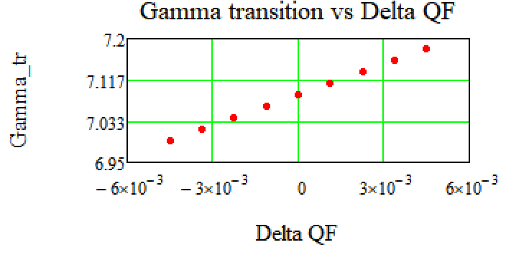 Gamma transition vs Delta QF
7.2
7.117
7.033
6.95
Gamma_tr
− 6×10⁻³ − 3×10⁻³ 0 3×10⁻³ 6×10⁻³
Delta QF